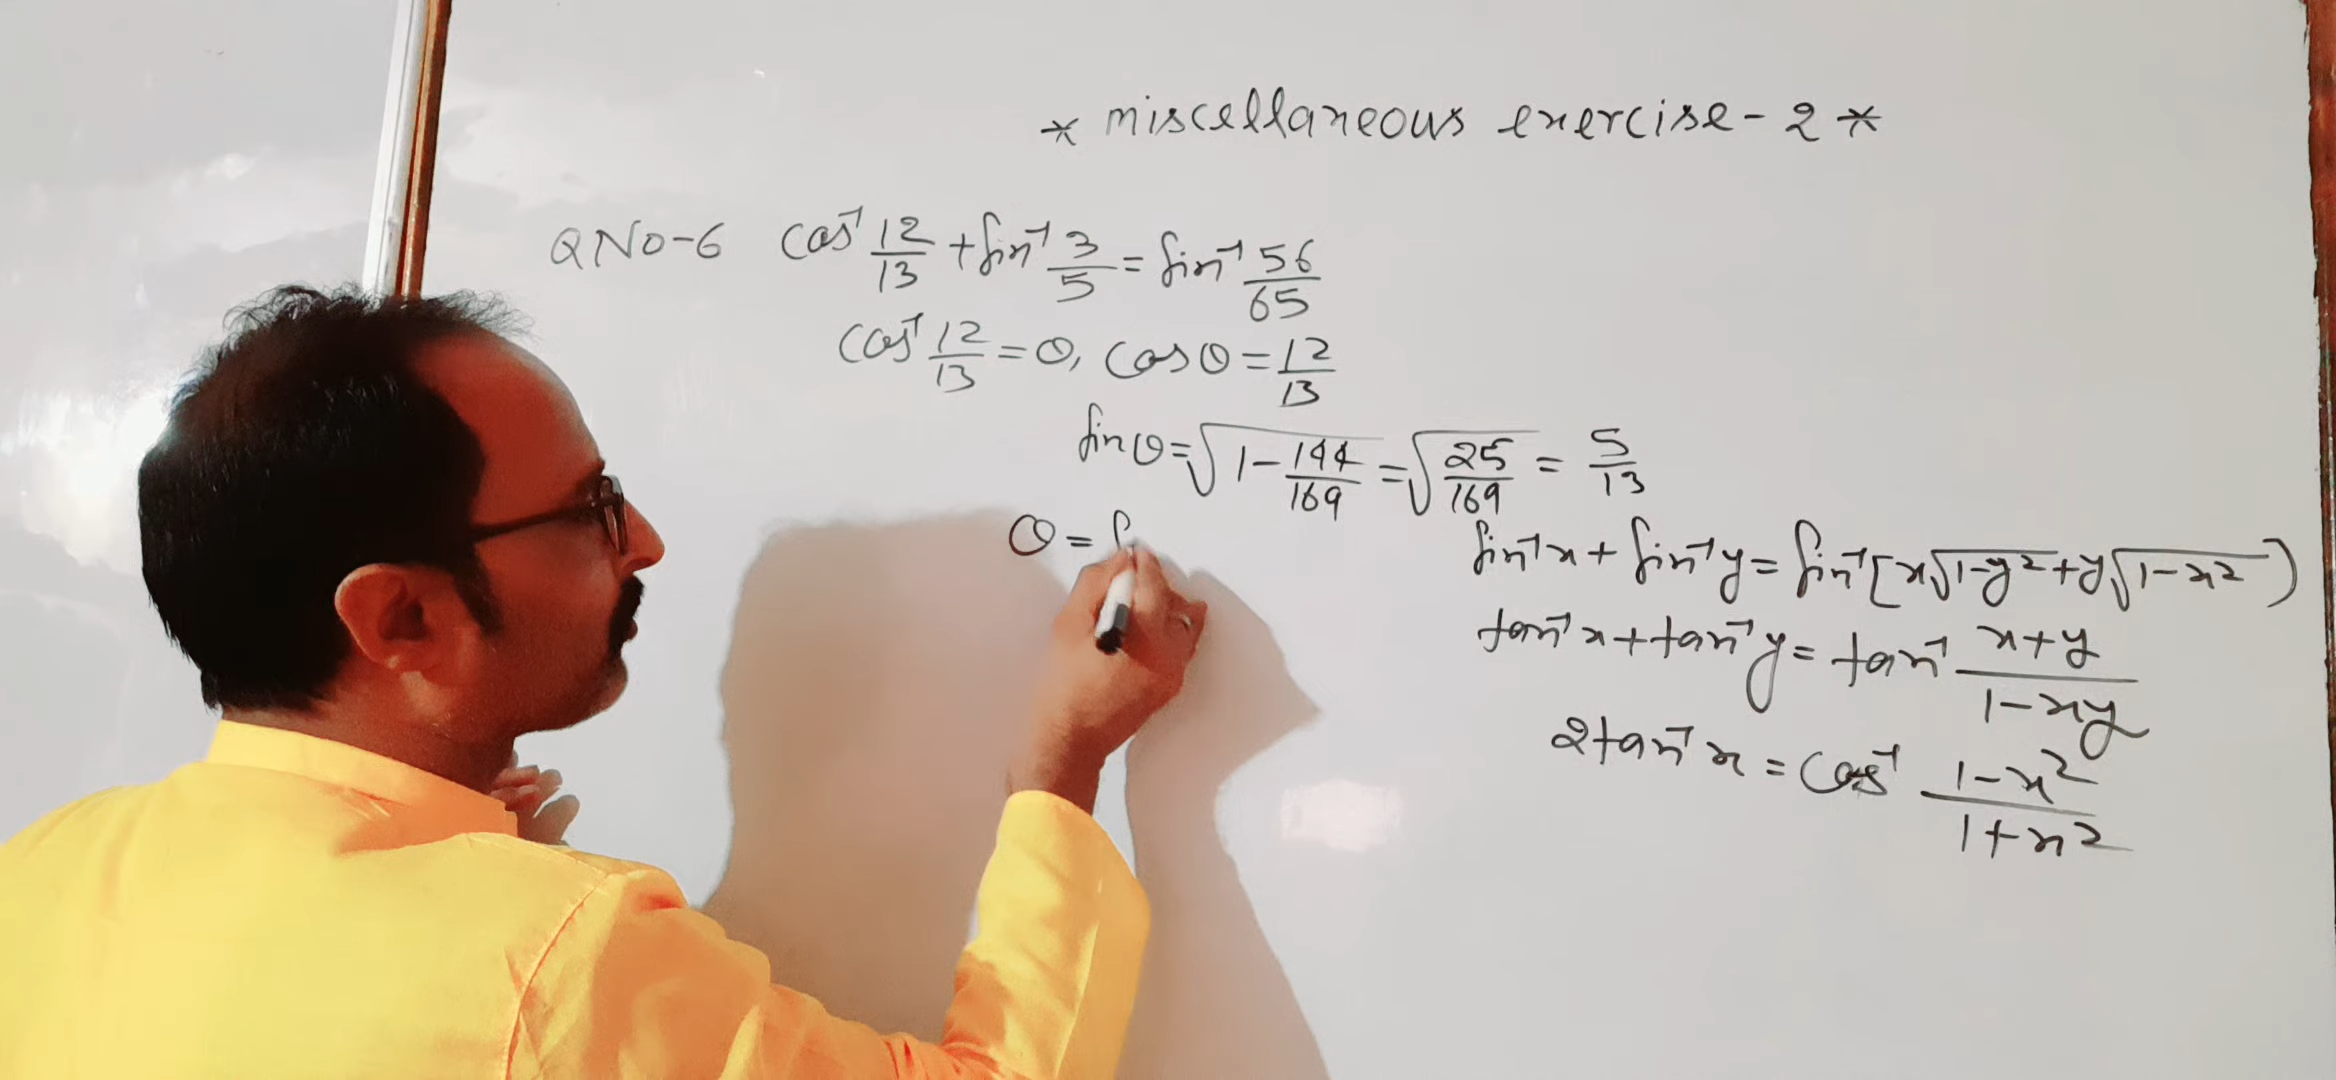 * miscellaneous exercise - 2 *
QNO-6 cos⁻¹ 12/13 + sin⁻¹ 3/5 = sin⁻¹ 56/65
cos⁻¹ 12/13 = θ, cos θ = 12/13
sin θ = √(1 - 144/169) = √(25/169) = 5/13
θ = s
sin⁻¹x + sin⁻¹y = sin⁻¹[x√(1-y²) + y√(1-x²))
tan⁻¹x + tan⁻¹y = tan⁻¹ (x+y)/(1-xy)
2tan⁻¹x = cos⁻¹ (1-x²)/(1+x²)